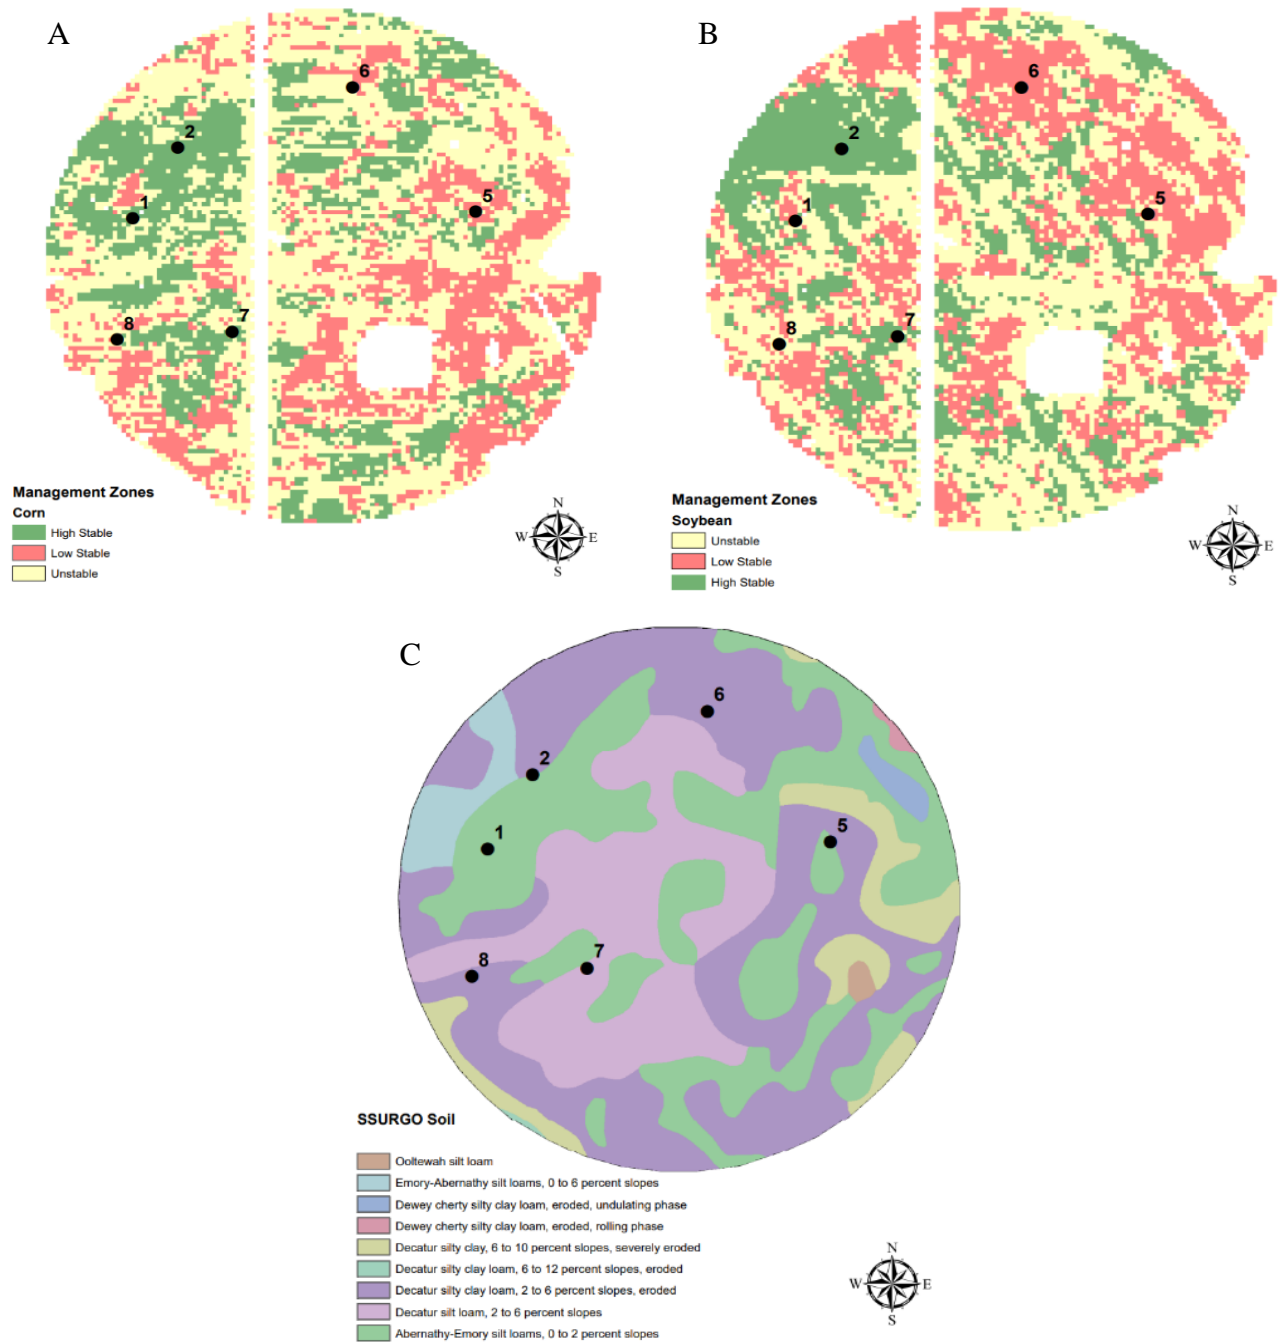 A
6
2
1
5
8
7
Management Zones
Corn
High Stable
Low Stable
Unstable
N
W E
S
B
6
2
1
5
8
7
Management Zones
Soybean
Unstable
Low Stable
High Stable
N
W E
S
C
6
2
1
5
8
7
SSURGO Soil
Ooltewah silt loam
Emory-Abernathy silt loams, 0 to 6 percent slopes
Dewey cherty silty clay loam, eroded, undulating phase
Dewey cherty silty clay loam, eroded, rolling phase
Decatur silty clay, 6 to 10 percent slopes, severely eroded
Decatur silty clay loam, 6 to 12 percent slopes, eroded
Decatur silty clay loam, 2 to 6 percent slopes, eroded
Decatur silt loam, 2 to 6 percent slopes
Abernathy-Emory silt loams, 0 to 2 percent slopes
N
W E
S